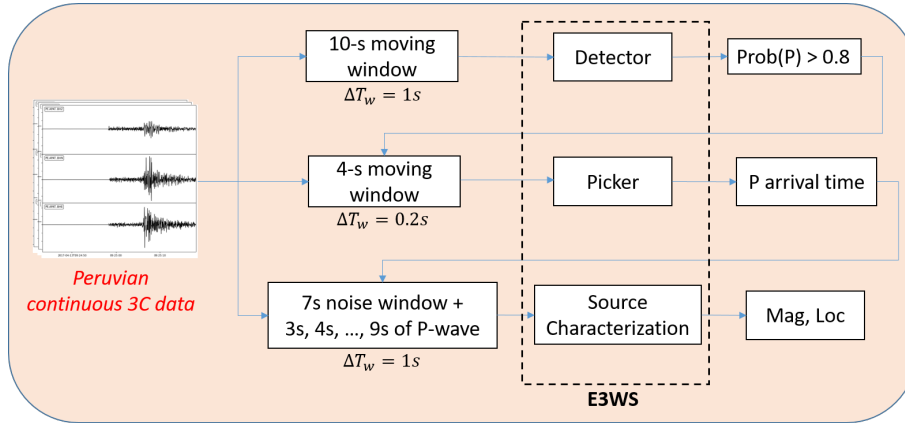 10-s moving
window
ΔT_w = 1s
Detector
Prob(P) > 0.8
4-s moving
window
ΔT_w = 0.2s
Picker
P arrival time
Peruvian
continuous 3C data
7s noise window +
3s, 4s, ..., 9s of P-wave
ΔT_w = 1s
Source
Characterization
Mag, Loc
E3WS